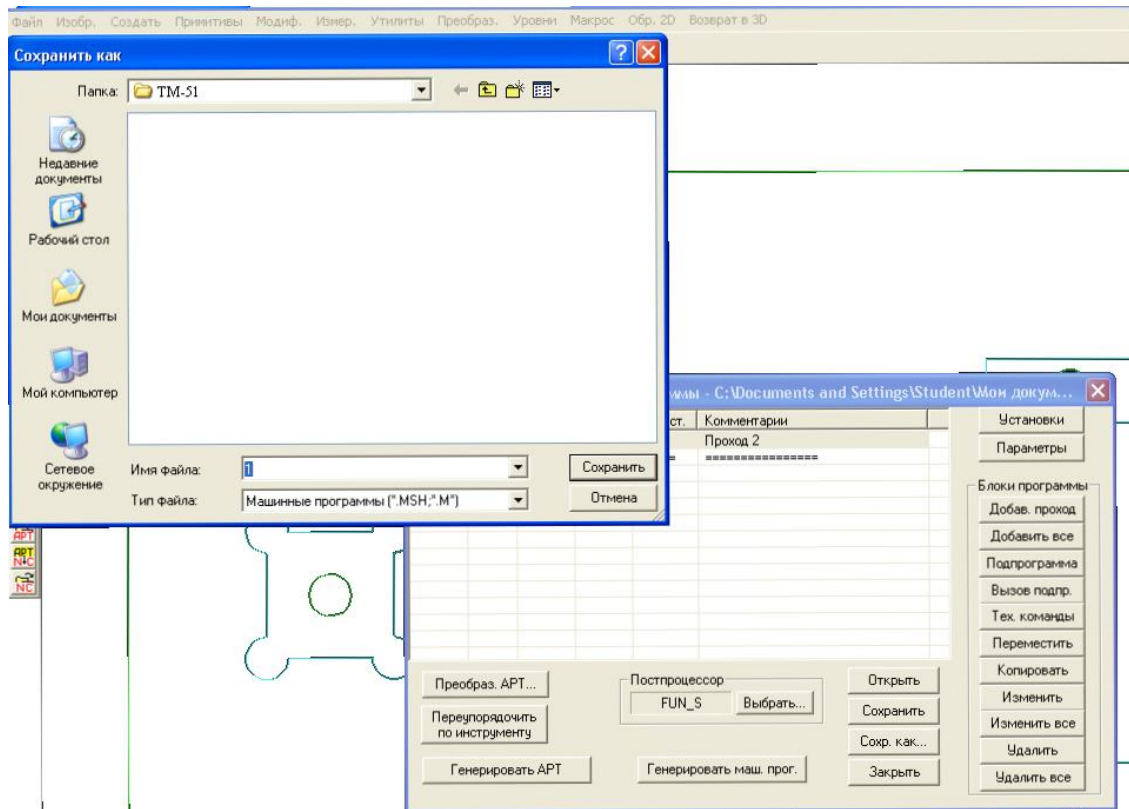 Файл Изобр. Создать Примитивы Модиф. Измер. Утилиты Преобраз. Уровни Макрос Обр. 2D Возврат в 3D
Сохранить как
Папка: TM-51
Недавние
документы
Рабочий стол
Мои документы
Мой компьютер
Сетевое
окружение
Имя файла: 1 Сохранить
Тип файла: Машинные программы (".MSH;".M") Отмена
ммы - C:\Documents and Settings\Student\Мои докум...
ст. Комментарии
Проход 2
================
Установки
Параметры
Блоки программы
Добав. проход
Добавить все
Подпрограмма
Вызов подпр.
Тех. команды
Переместить
Копировать
Изменить
Изменить все
Удалить
Удалить все
Преобраз. АРТ...
Переупорядочить
по инструменту
Генерировать АРТ
Постпроцессор
FUN_S Выбрать...
Генерировать маш. прог.
Открыть
Сохранить
Сохр. как...
Закрыть
APT
APT
N+C
NC